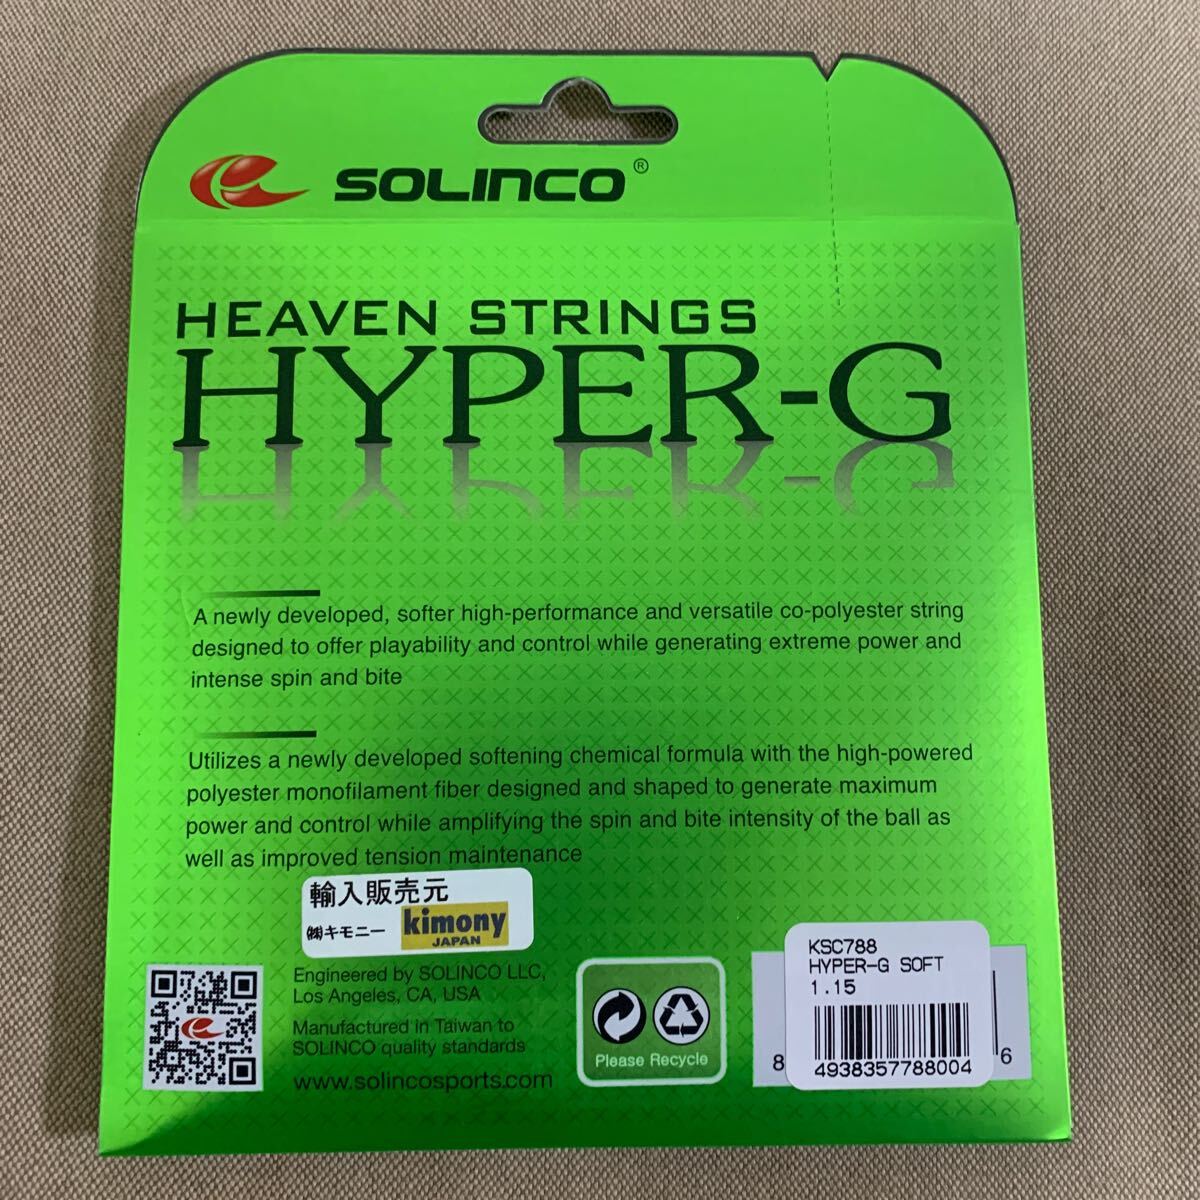 SOLINCO®
HEAVEN STRINGS
HYPER-G
A newly developed, softer high-performance and versatile co-polyester string
designed to offer playability and control while generating extreme power and
intense spin and bite
Utilizes a newly developed softening chemical formula with the high-powered
polyester monofilament fiber designed and shaped to generate maximum
power and control while amplifying the spin and bite intensity of the ball as
well as improved tension maintenance
輸入販売元
㈱キモニー
kimony
JAPAN
Engineered by SOLINCO LLC,
Los Angeles, CA, USA
Manufactured in Taiwan to
SOLINCO quality standards
www.solincosports.com
Please Recycle
KSC788
HYPER-G SOFT
1.15
4938357788004
8
6